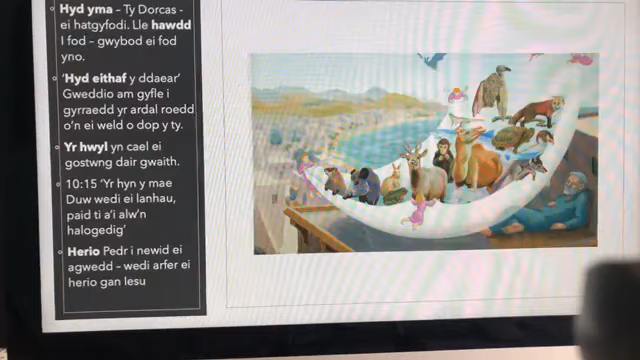 Hyd yma – Ty Dorcas -
ei hatgyfodi. Lle hawdd
I fod – gwybod ei fod
yno.
'Hyd eithaf y ddaear'
Gweddio am gyfle i
gyrraedd yr ardal roedd
o'n ei weld o dop y ty.
Yr hwyl yn cael ei
gostwng dair gwaith.
10:15 'Yr hyn y mae
Duw wedi ei lanhau,
paid ti a'i alw'n
halogedig'
Herio Pedr i newid ei
agwedd – wedi arfer ei
herio gan Iesu